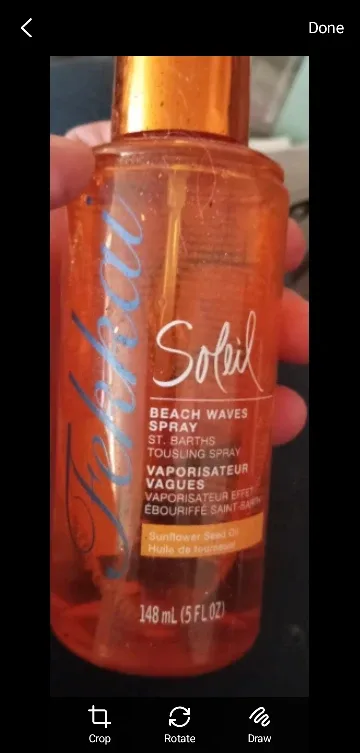 Done
Fekkai
Soleil
BEACH WAVES
SPRAY
ST. BARTHS
TOUSLING SPRAY
VAPORISATEUR
VAGUES
VAPORISATEUR EFFET
ÉBOURIFFÉ SAINT-BARTH
Sunflower Seed Oil
Huile de tournesol
148 mL (5 FL OZ)
Crop
Rotate
Draw